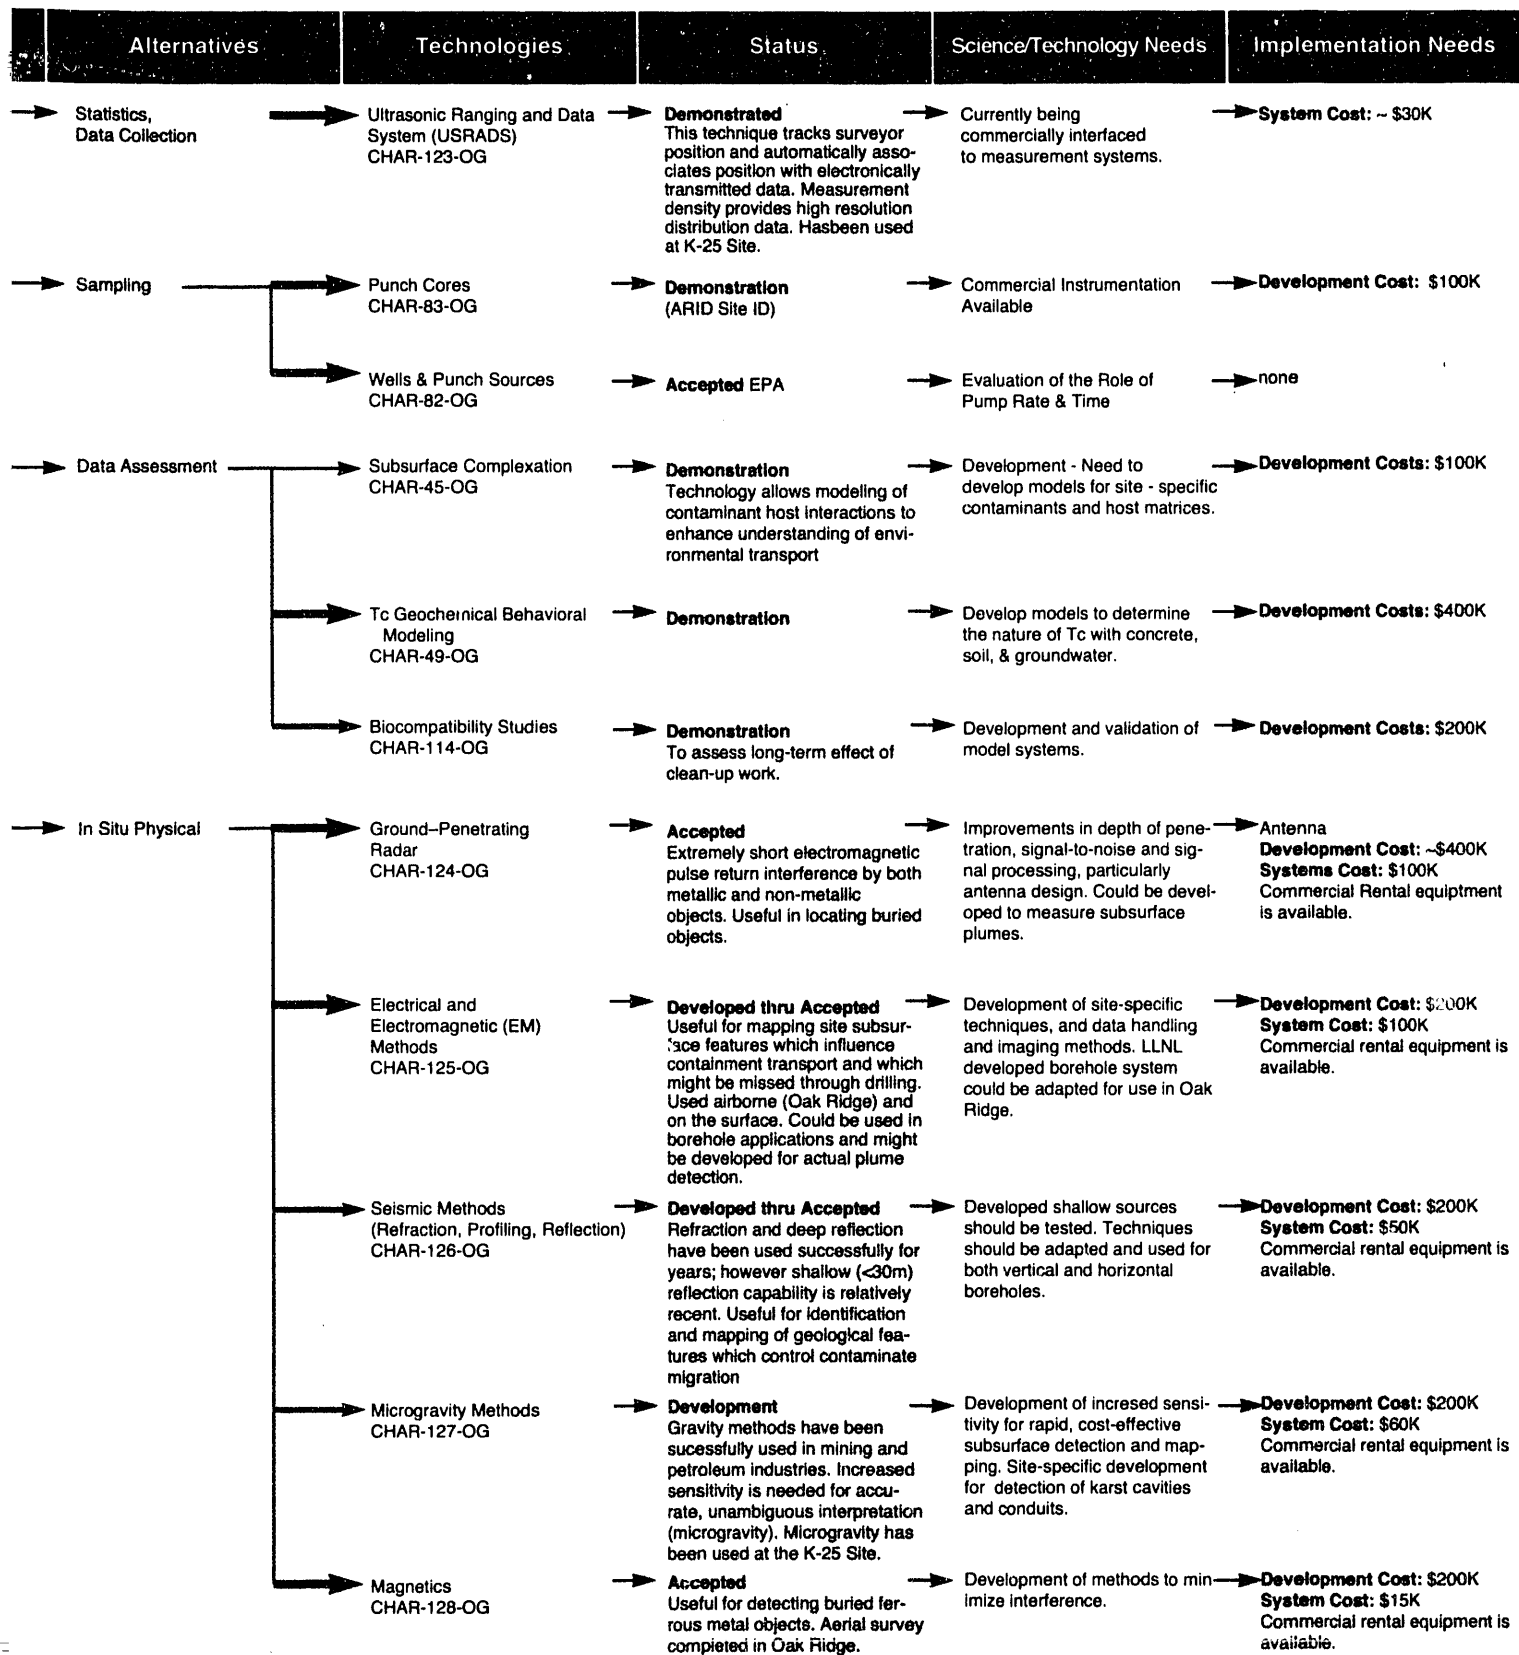 Alternatives
Technologies
Status
Science/Technology Needs
Implementation Needs
Statistics,
Data Collection
Ultrasonic Ranging and Data
System (USRADS)
CHAR-123-OG
Demonstrated
This technique tracks surveyor
position and automatically asso-
ciates position with electronically
transmitted data. Measurement
density provides high resolution
distribution data. Hasbeen used
at K-25 Site.
Currently being
commercially interfaced
to measurement systems.
System Cost: ~ $30K
Sampling
Punch Cores
CHAR-83-OG
Demonstration
(ARID Site ID)
Commercial Instrumentation
Available
Development Cost: $100K
Wells & Punch Sources
CHAR-82-OG
Accepted EPA
Evaluation of the Role of
Pump Rate & Time
none
Data Assessment
Subsurface Complexation
CHAR-45-OG
Demonstration
Technology allows modeling of
contaminant host interactions to
enhance understanding of envi-
ronmental transport
Development - Need to
develop models for site - specific
contaminants and host matrices.
Development Costs: $100K
Tc Geochemical Behavioral
Modeling
CHAR-49-OG
Demonstration
Develop models to determine
the nature of Tc with concrete,
soil, & groundwater.
Development Costs: $400K
Biocompatibility Studies
CHAR-114-OG
Demonstration
To assess long-term effect of
clean-up work.
Development and validation of
model systems.
Development Costs: $200K
In Situ Physical
Ground–Penetrating
Radar
CHAR-124-OG
Accepted
Extremely short electromagnetic
pulse return interference by both
metallic and non-metallic
objects. Useful in locating buried
objects.
Improvements in depth of pene-
tration, signal-to-noise and sig-
nal processing, particularly
antenna design. Could be devel-
oped to measure subsurface
plumes.
Antenna
Development Cost: ~$400K
Systems Cost: $100K
Commercial Rental equiptment
is available.
Electrical and
Electromagnetic (EM)
Methods
CHAR-125-OG
Developed thru Accepted
Useful for mapping site subsur-
face features which influence
containment transport and which
might be missed through drilling.
Used airborne (Oak Ridge) and
on the surface. Could be used in
borehole applications and might
be developed for actual plume
detection.
Development of site-specific
techniques, and data handling
and imaging methods. LLNL
developed borehole system
could be adapted for use in Oak
Ridge.
Development Cost: $200K
System Cost: $100K
Commercial rental equipment is
available.
Seismic Methods
(Refraction, Profiling, Reflection)
CHAR-126-OG
Developed thru Accepted
Refraction and deep reflection
have been used successfully for
years; however shallow (<30m)
reflection capability is relatively
recent. Useful for identification
and mapping of geological fea-
tures which control contaminate
migration
Developed shallow sources
should be tested. Techniques
should be adapted and used for
both vertical and horizontal
boreholes.
Development Cost: $200K
System Cost: $50K
Commercial rental equipment is
available.
Microgravity Methods
CHAR-127-OG
Development
Gravity methods have been
sucessfully used in mining and
petroleum industries. Increased
sensitivity is needed for accu-
rate, unambiguous interpretation
(microgravity). Microgravity has
been used at the K-25 Site.
Development of incresed sensi-
tivity for rapid, cost-effective
subsurface detection and map-
ping. Site-specific development
for detection of karst cavities
and conduits.
Development Cost: $200K
System Cost: $60K
Commercial rental equipment is
available.
Magnetics
CHAR-128-OG
Accepted
Useful for detecting buried fer-
rous metal objects. Aerial survey
completed in Oak Ridge.
Development of methods to min-
imize interference.
Development Cost: $200K
System Cost: $15K
Commercial rental equipment is
available.